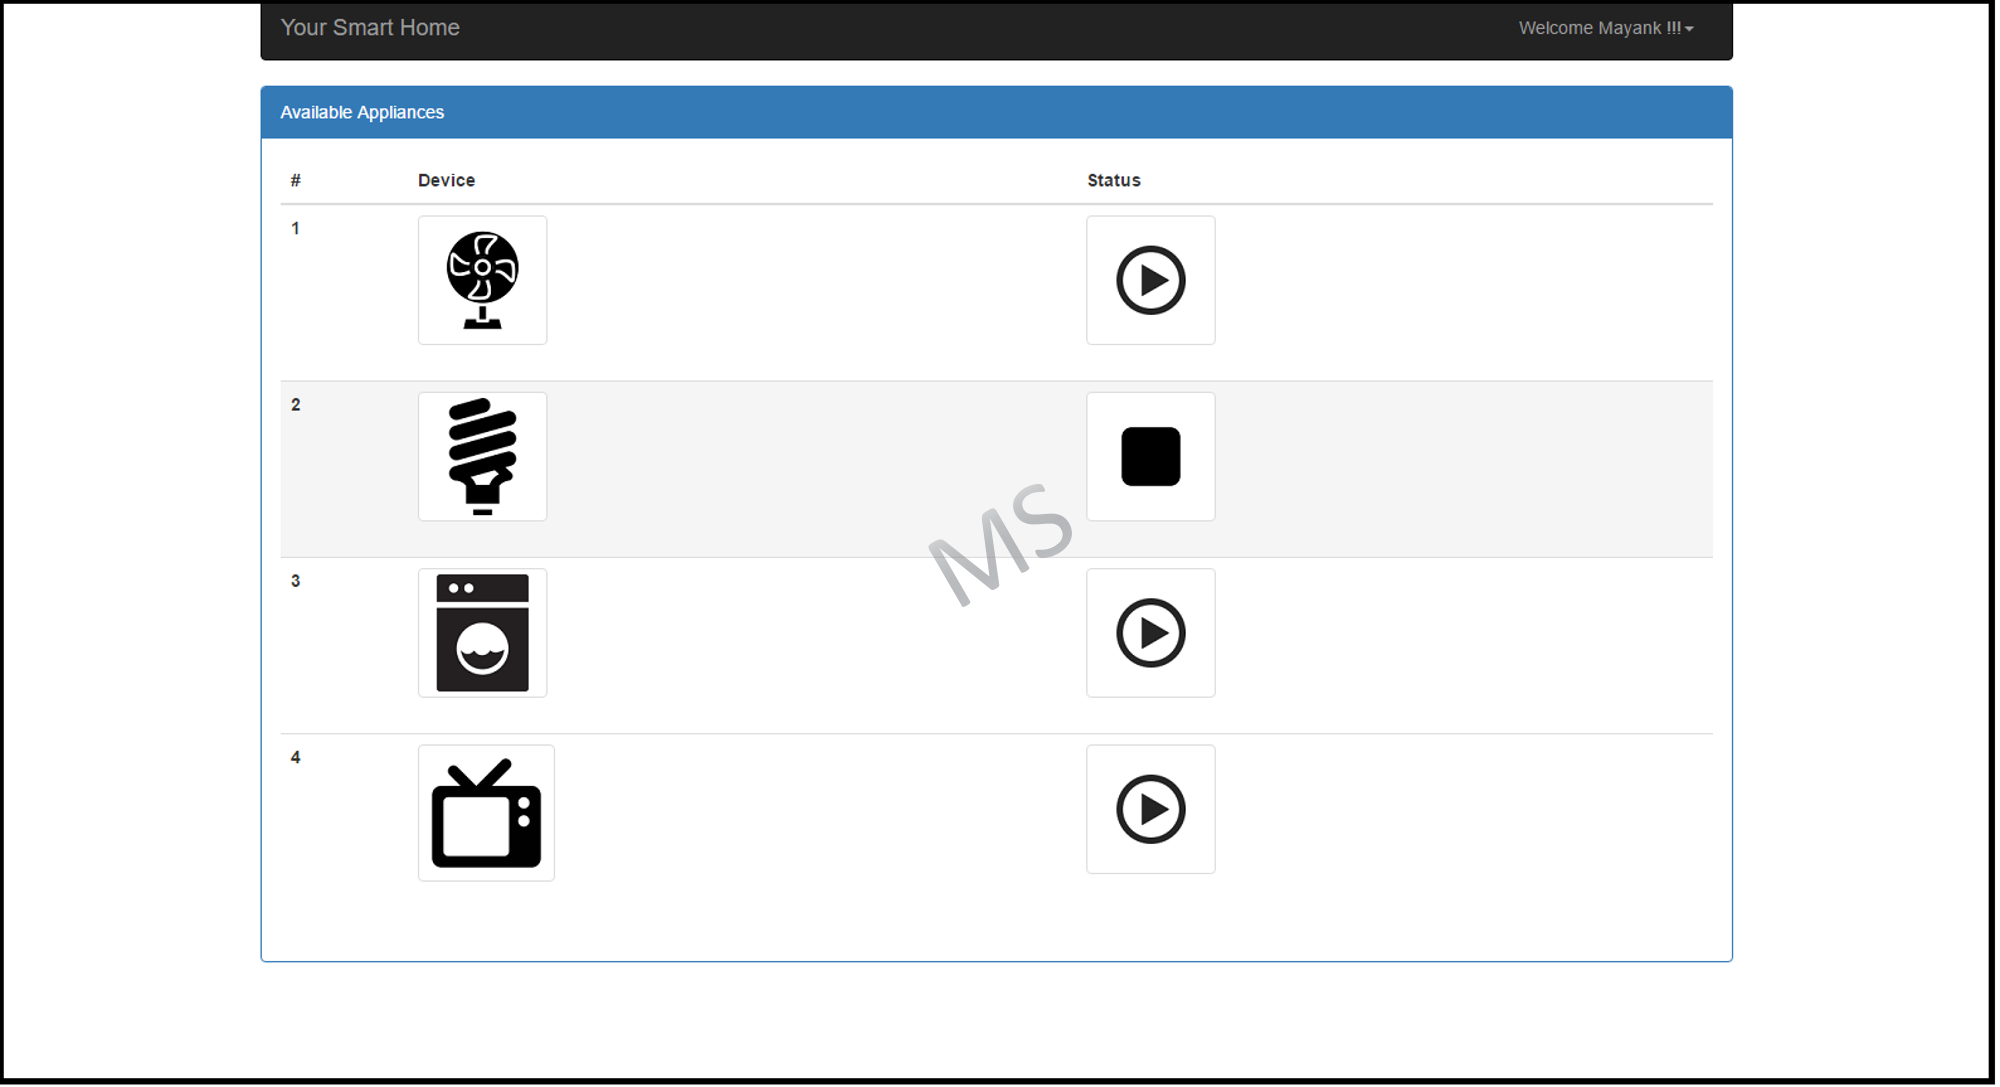 Your Smart Home
Welcome Mayank !!!
Available Appliances
# Device Status
1
2
MS
3
4